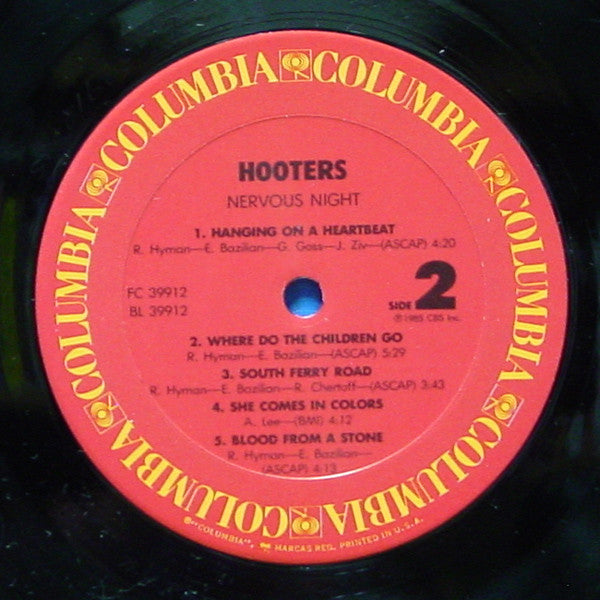 COLUMBIA COLUMBIA COLUMBIA COLUMBIA COLUMBIA COLUMBIA COLUMBIA COLUMBIA
HOOTERS
NERVOUS NIGHT
1. HANGING ON A HEARTBEAT
R. Hyman—E. Bazilian—G. Goss—J. Ziv—(ASCAP) 4:20
FC 39912
BL 39912
SIDE 2
℗1985 CBS Inc.
2. WHERE DO THE CHILDREN GO
R. Hyman—E. Bazilian—(ASCAP) 5:29
3. SOUTH FERRY ROAD
R. Hyman—E. Bazilian—R. Chertoff—(ASCAP) 3:43
4. SHE COMES IN COLORS
A. Lee—(BMI) 4:12
5. BLOOD FROM A STONE
R. Hyman—E. Bazilian—
(ASCAP) 4:13
®"COLUMBIA", MARCAS REG. PRINTED IN U.S.A.